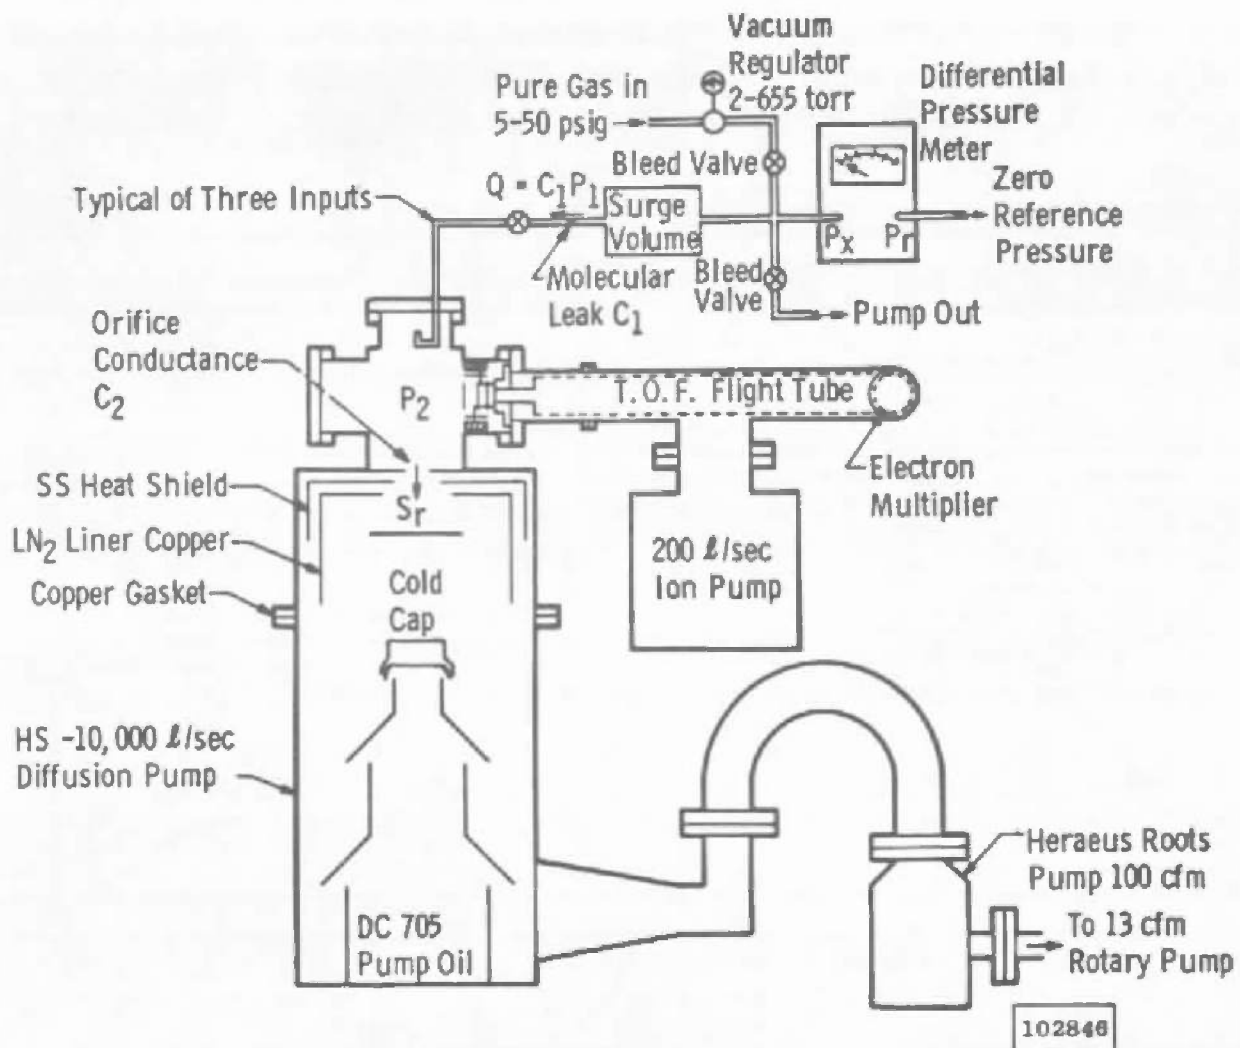 Vacuum
Regulator
2-655 torr
Pure Gas in
5-50 psig
Differential
Pressure
Meter
Bleed Valve
Typical of Three Inputs
Q = C₁P₁
Surge
Volume
Pₓ Pr
Zero
Reference
Pressure
Molecular
Leak C₁
Bleed
Valve
Pump Out
Orifice
Conductance
C₂
P₂
T.O.F. Flight Tube
Electron
Multiplier
SS Heat Shield
Sr
LN₂ Liner Copper
Copper Gasket
Cold
Cap
200 ℓ/sec
Ion Pump
HS -10,000 ℓ/sec
Diffusion Pump
Heraeus Roots
Pump 100 cfm
DC 705
Pump Oil
To 13 cfm
Rotary Pump
102846